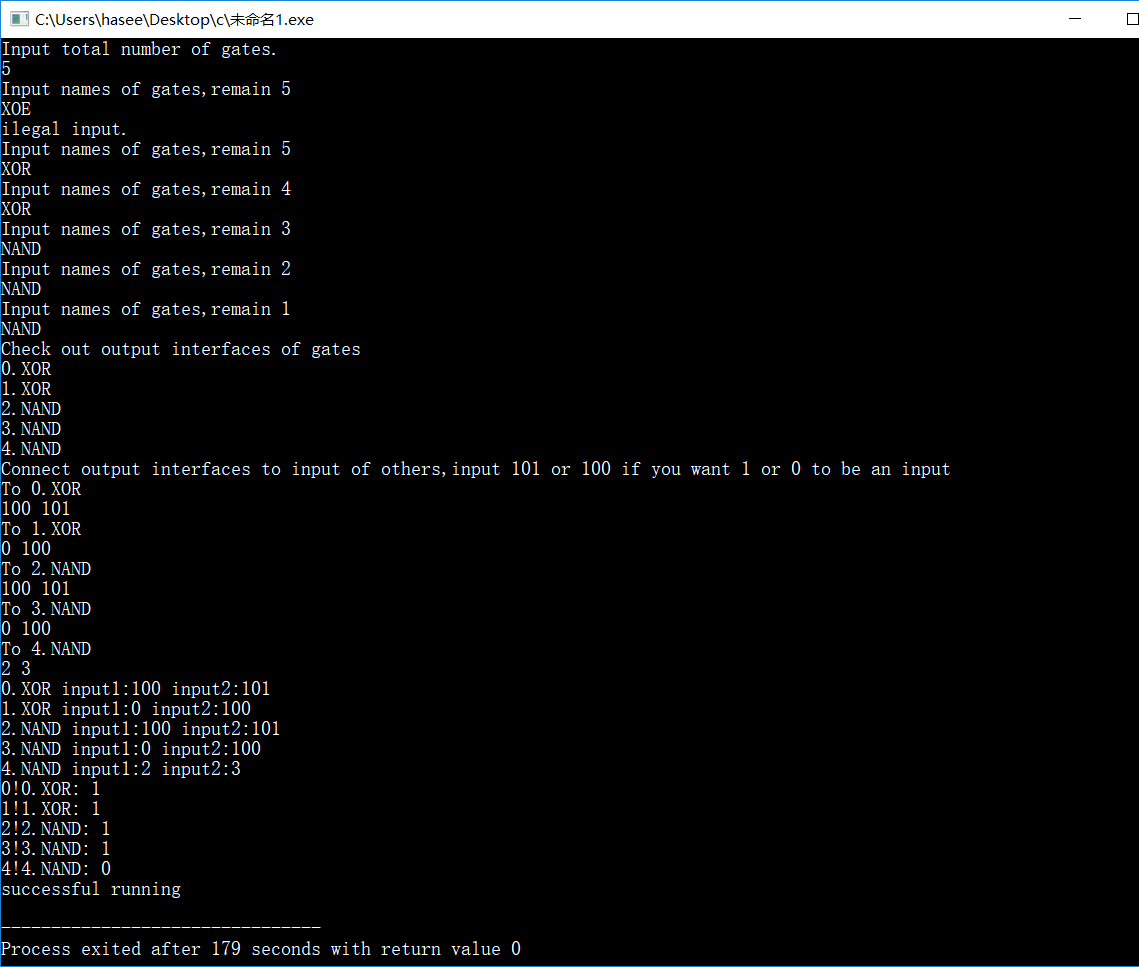 C:\Users\hasee\Desktop\c\未命名1.exe
Input total number of gates.
5
Input names of gates,remain 5
XOE
ilegal input.
Input names of gates,remain 5
XOR
Input names of gates,remain 4
XOR
Input names of gates,remain 3
NAND
Input names of gates,remain 2
NAND
Input names of gates,remain 1
NAND
Check out output interfaces of gates
0.XOR
1.XOR
2.NAND
3.NAND
4.NAND
Connect output interfaces to input of others,input 101 or 100 if you want 1 or 0 to be an input
To 0.XOR
100 101
To 1.XOR
0 100
To 2.NAND
100 101
To 3.NAND
0 100
To 4.NAND
2 3
0.XOR input1:100 input2:101
1.XOR input1:0 input2:100
2.NAND input1:100 input2:101
3.NAND input1:0 input2:100
4.NAND input1:2 input2:3
0!0.XOR: 1
1!1.XOR: 1
2!2.NAND: 1
3!3.NAND: 1
4!4.NAND: 0
successful running
--------------------------------
Process exited after 179 seconds with return value 0